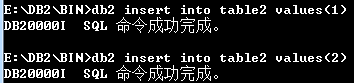 E:\DB2\BIN>db2 insert into table2 values(1)
DB20000I  SQL 命令成功完成。
E:\DB2\BIN>db2 insert into table2 values(2)
DB20000I  SQL 命令成功完成。